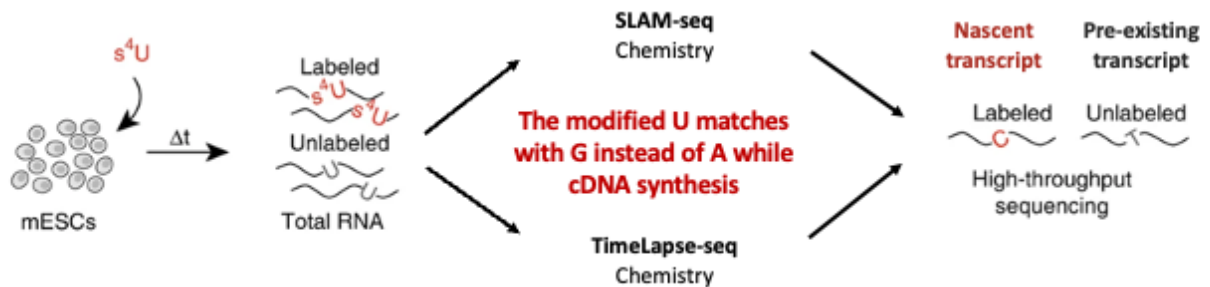 s⁴U
mESCs
Δt
Labeled
s⁴U
s⁴U
Unlabeled
U
U
Total RNA
SLAM-seq
Chemistry
The modified U matches
with G instead of A while
cDNA synthesis
TimeLapse-seq
Chemistry
Nascent
transcript
Pre-existing
transcript
Labeled
Unlabeled
C
T
High-throughput
sequencing